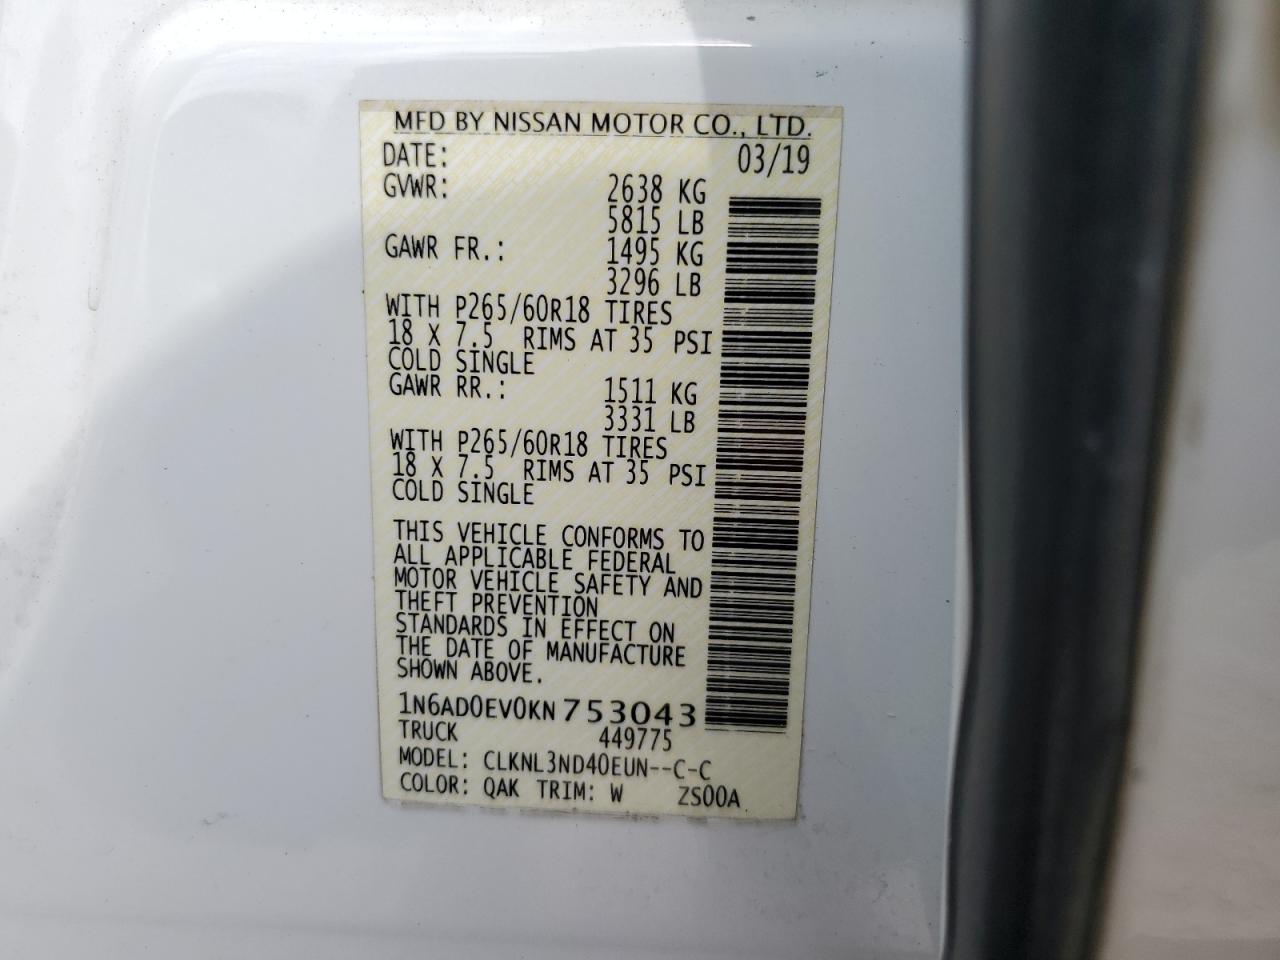 MFD BY NISSAN MOTOR CO., LTD.
DATE: 03/19
GVWR: 2638 KG
5815 LB
GAWR FR.: 1495 KG
3296 LB
WITH P265/60R18 TIRES
18 X 7.5 RIMS AT 35 PSI
COLD SINGLE
GAWR RR.: 1511 KG
3331 LB
WITH P265/60R18 TIRES
18 X 7.5 RIMS AT 35 PSI
COLD SINGLE
THIS VEHICLE CONFORMS TO
ALL APPLICABLE FEDERAL
MOTOR VEHICLE SAFETY AND
THEFT PREVENTION
STANDARDS IN EFFECT ON
THE DATE OF MANUFACTURE
SHOWN ABOVE.
1N6AD0EV0KN753043
TRUCK 449775
MODEL: CLKNL3ND40EUN--C-C
COLOR: QAK TRIM: W ZS00A